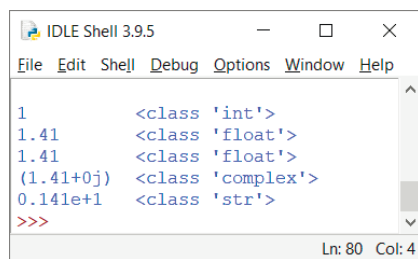 IDLE Shell 3.9.5
File Edit Shell Debug Options Window Help
1 <class 'int'>
1.41 <class 'float'>
1.41 <class 'float'>
(1.41+0j) <class 'complex'>
0.141e+1 <class 'str'>
>>>
Ln: 80 Col: 4